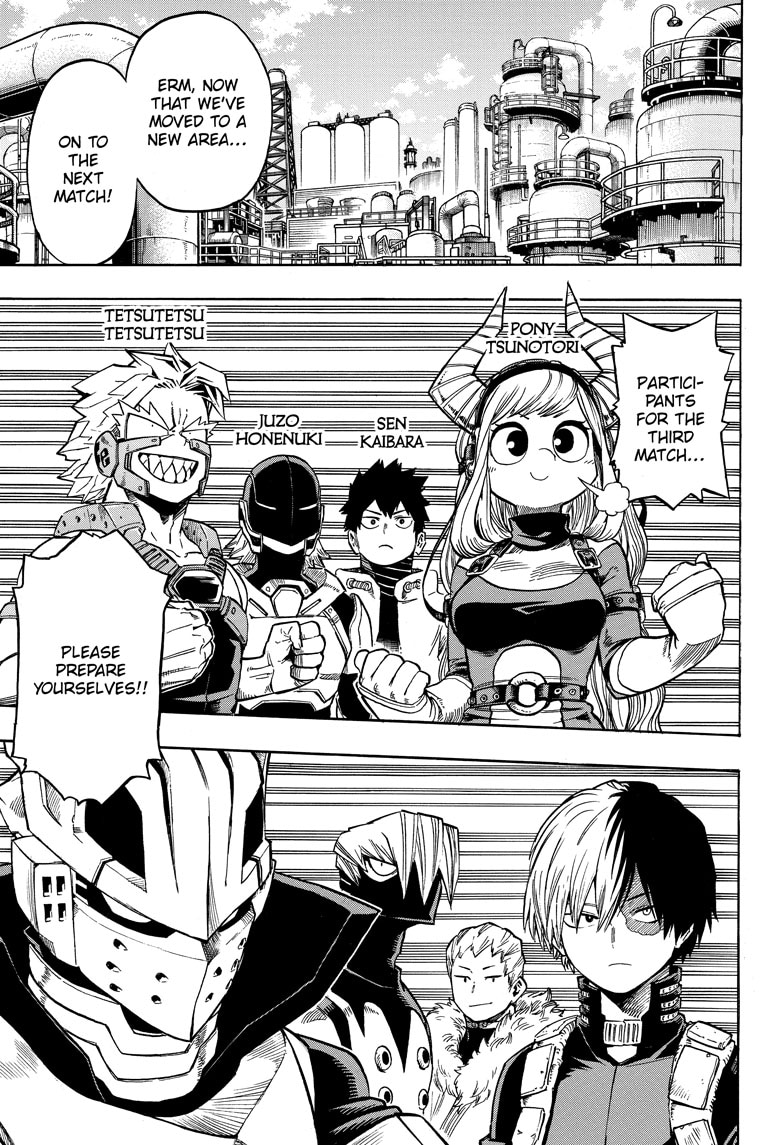 ERM, NOW
THAT WE'VE
MOVED TO A
NEW AREA...
ON TO
THE
NEXT
MATCH!
PARTICI-
PANTS
FOR THE
THIRD
MATCH...
PONY
TSUNOTORI
SEN
KAIBARA
JUZO
HONENUKI
TETSUTETSU
TETSUTETSU
PLEASE
PREPARE
YOURSELVES!!